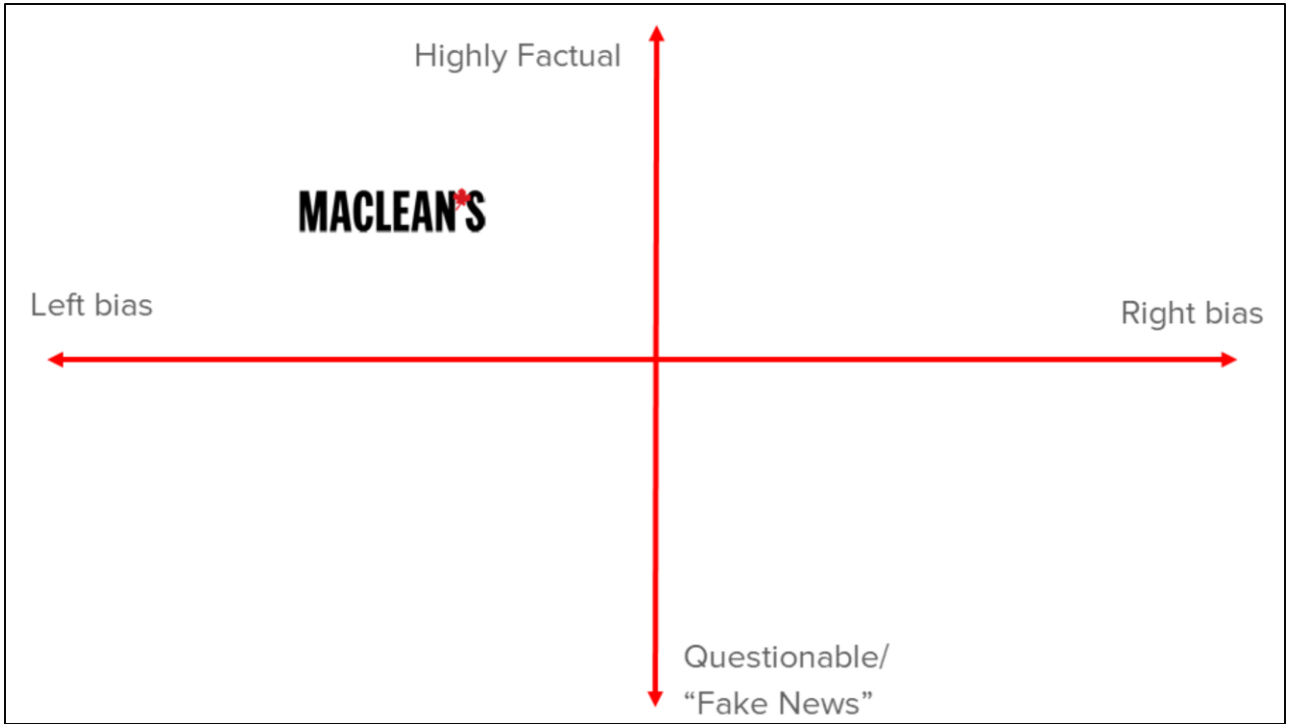 Highly Factual
MACLEAN'S
Left bias
Right bias
Questionable/
“Fake News”